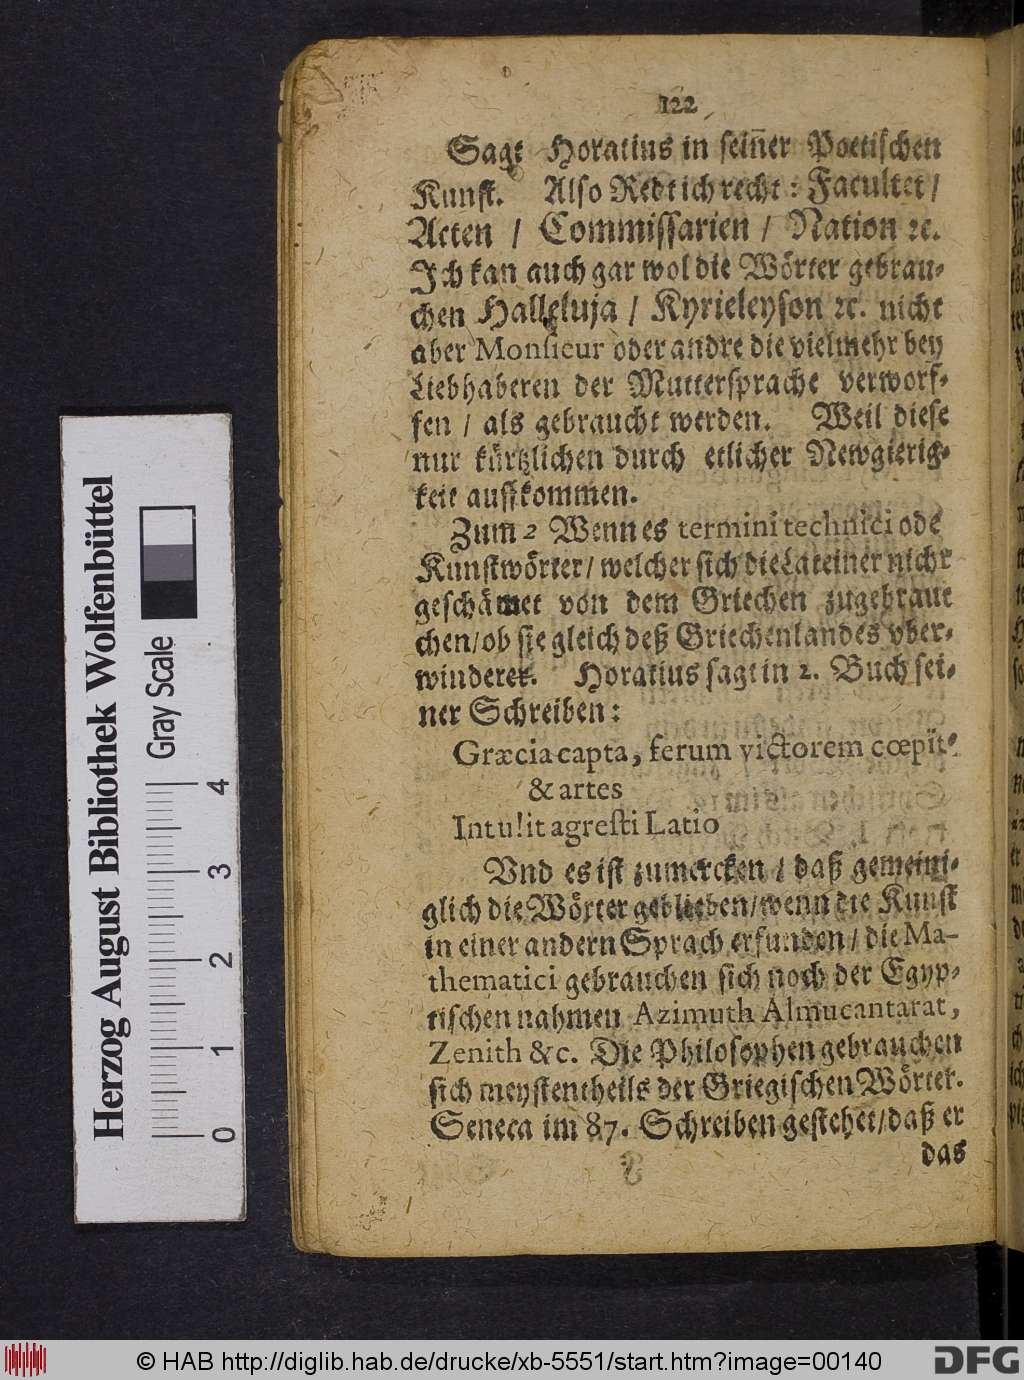 122
Sagt Horatius in sein̄er Poetischen
Kunst. Also Redt ich recht: Facultet /
Acten / Commissarien / Nation ꝛc.
Ich kan auch gar wol die Wörter gebrau-
chen Halleluja / Kyrieleyson ꝛc. nicht
aber Monsieur oder andre die vielmehr bey
Liebhaberen der Muttersprache verworf-
fen / als gebraucht werden. Weil diese
nur kürtzlichen durch etlicher Newgierig-
keit auffkommen.
Zum 2 Wenn es termini technici ode
Kunstwörter / welcher sich die Lateiner nicht
geschämet von dem Griechen zugebrau
chen / ob sie gleich deß Griechenlandes vber-
winderer. Horatius sagt in 2. Buch sei-
ner Schreiben:
Græcia capta, ferum victorem cœpit
& artes
Intulit agresti Latio
Vnd es ist zumercken / daß gemeini-
glich die Wörter geblieben / wenn die Kunst
in einer andern Sprach erfunden / die Ma-
thematici gebrauchen sich noch der Egyp-
tischen nahmen Azimuth Almucantarat,
Zenith &c. Die Philosophen gebrauchen
sich meystentheils der Griegischen Wörter.
Seneca im 87. Schreiben gestehet / daß er
das
Herzog August Bibliothek Wolfenbüttel
Gray Scale
4
3
2
1
0
© HAB http://diglib.hab.de/drucke/xb-5551/start.htm?image=00140
DFG